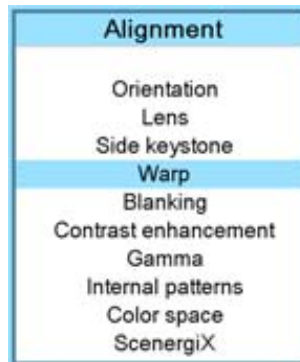 Alignment
Orientation
Lens
Side keystone
Warp
Blanking
Contrast enhancement
Gamma
Internal patterns
Color space
ScenergiX